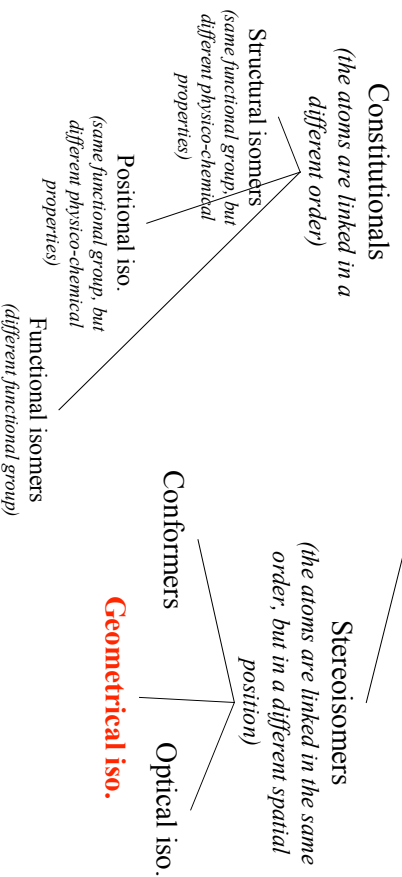 Constitutionals
(the atoms are linked in a
different order)
Structural isomers
(same functional group, but
different physico-chemical
properties)
Positional iso.
(same functional group, but
different physico-chemical
properties)
Functional isomers
(different functional group)
Stereoisomers
(the atoms are linked in the same
order, but in a different spatial
position)
Conformers
Geometrical iso.
Optical iso.